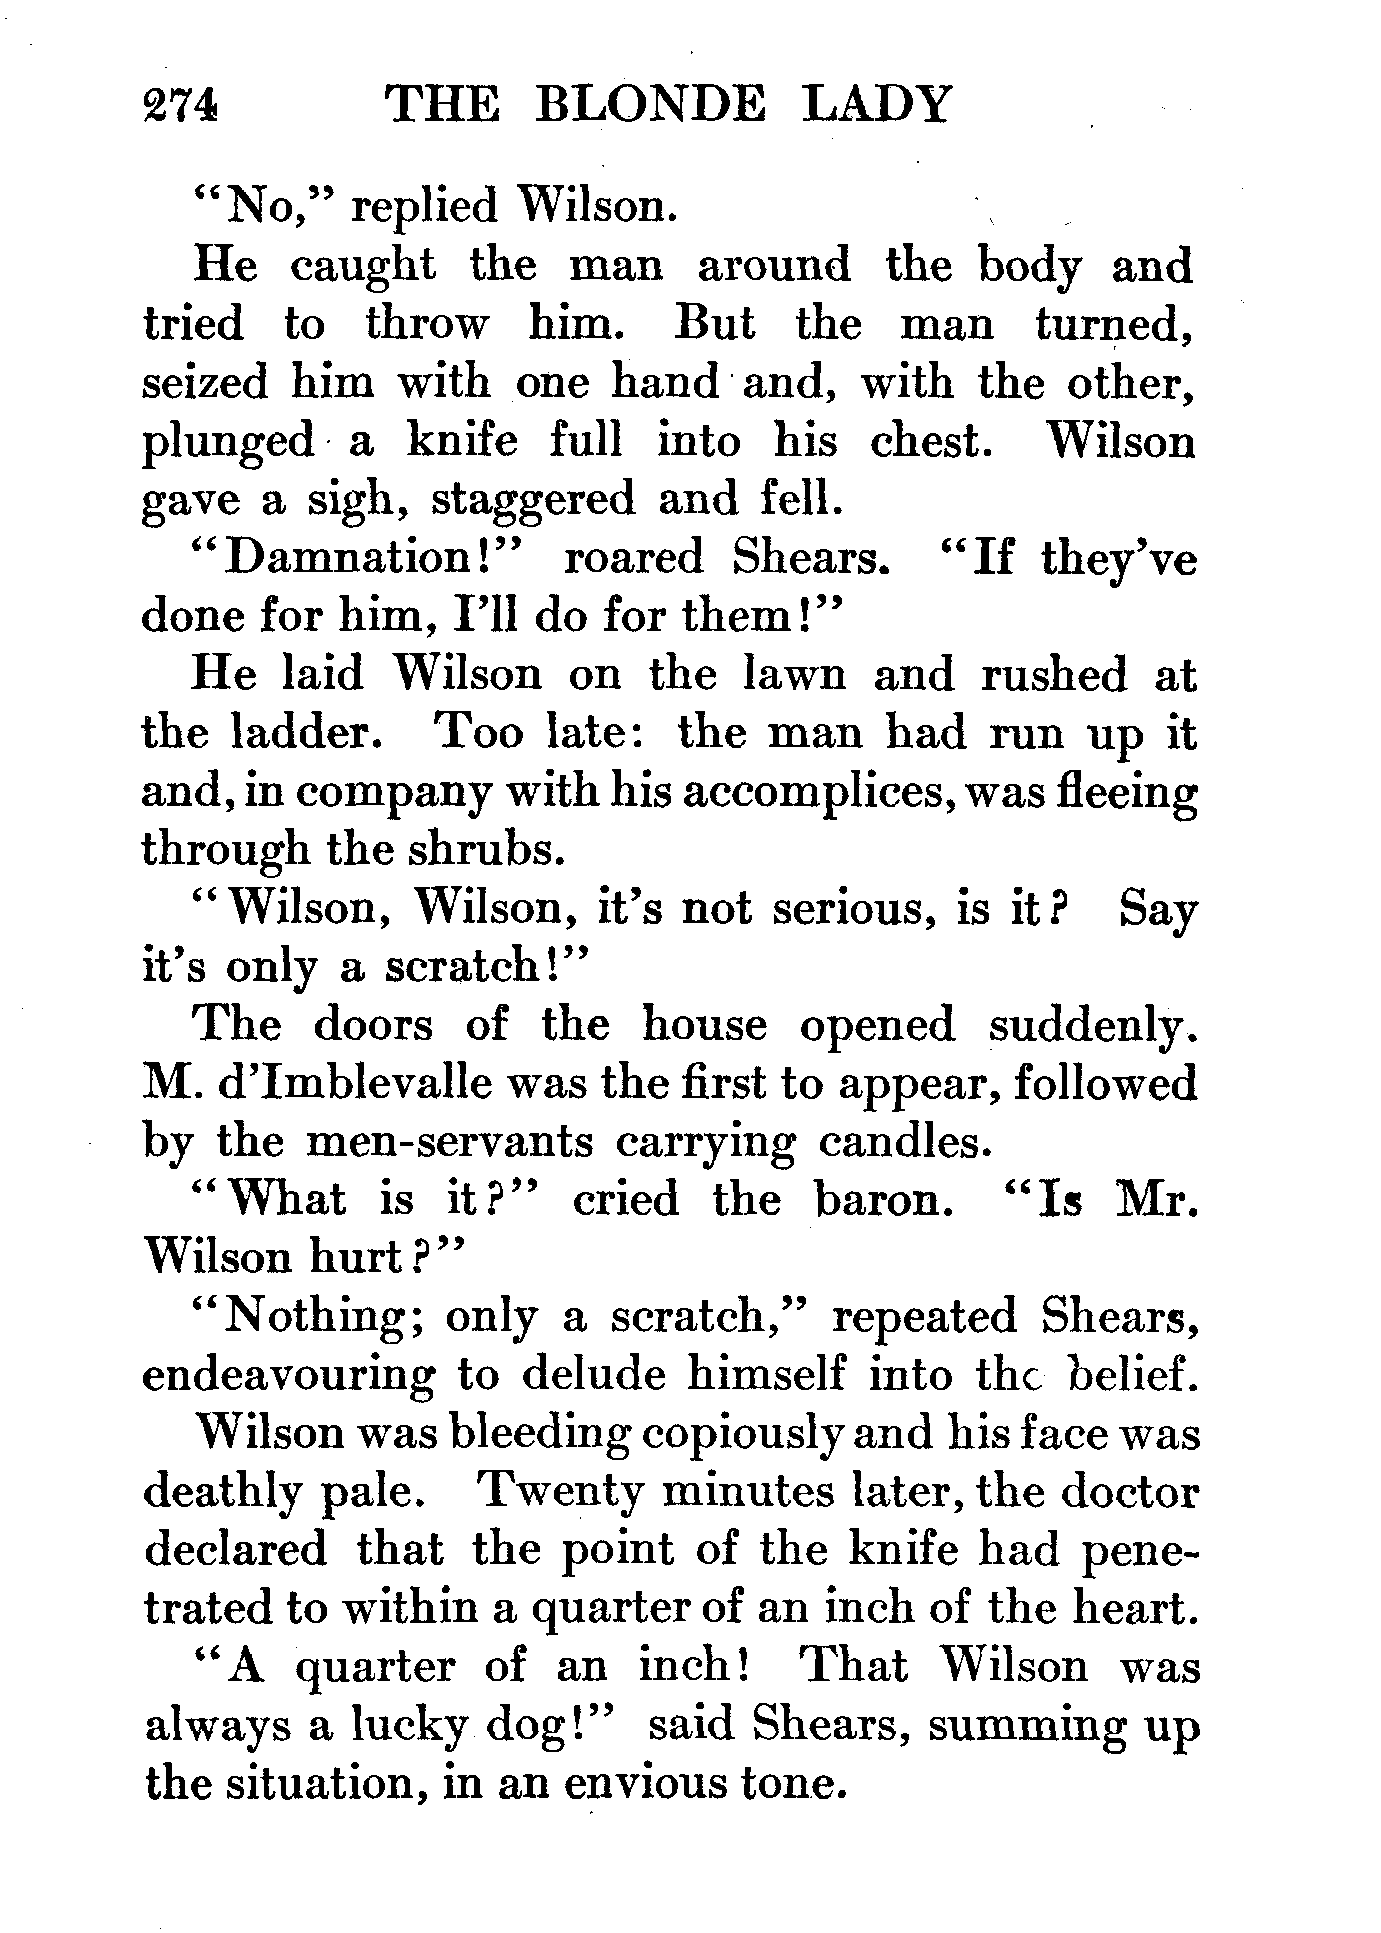 274 THE BLONDE LADY
“No,” replied Wilson.
He caught the man around the body and
tried to throw him. But the man turned,
seized him with one hand and, with the other,
plunged a knife full into his chest. Wilson
gave a sigh, staggered and fell.
“Damnation!” roared Shears. “If they’ve
done for him, I’ll do for them!”
He laid Wilson on the lawn and rushed at
the ladder. Too late: the man had run up it
and, in company with his accomplices, was fleeing
through the shrubs.
“Wilson, Wilson, it’s not serious, is it? Say
it’s only a scratch!”
The doors of the house opened suddenly.
M. d’Imblevalle was the first to appear, followed
by the men-servants carrying candles.
“What is it?” cried the baron. “Is Mr.
Wilson hurt?”
“Nothing; only a scratch,” repeated Shears,
endeavouring to delude himself into the belief.
Wilson was bleeding copiously and his face was
deathly pale. Twenty minutes later, the doctor
declared that the point of the knife had pene-
trated to within a quarter of an inch of the heart.
“A quarter of an inch! That Wilson was
always a lucky dog!” said Shears, summing up
the situation, in an envious tone.